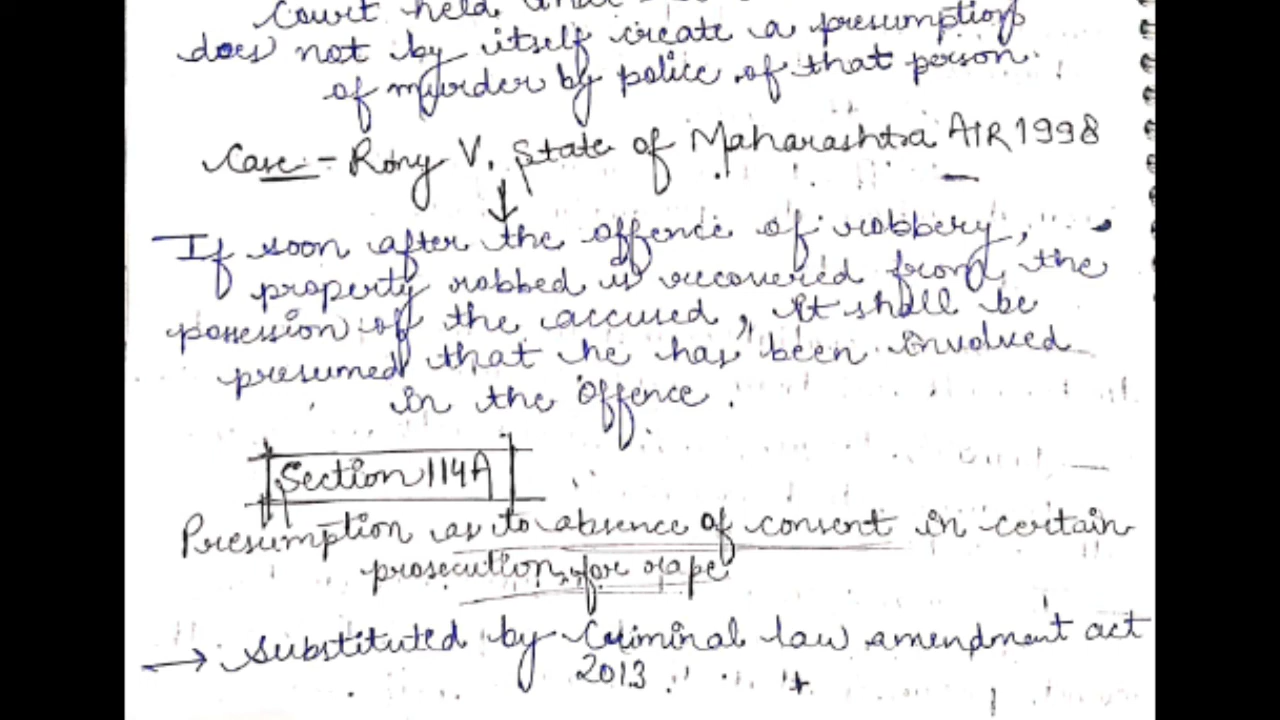 Court held
does not by itself create a presumption
of murder by police of that person.
Case - Rony V. State of Maharashtra AIR 1998
If soon after the offence of robbery,
property robbed is recovered from the
possession of the accused, It shall be
presumed that he has been involved
in the offence.
Section 114A
Presumption as to absence of consent in certain
prosecution for rape
→ Substituted by Criminal law amendment act
2013.